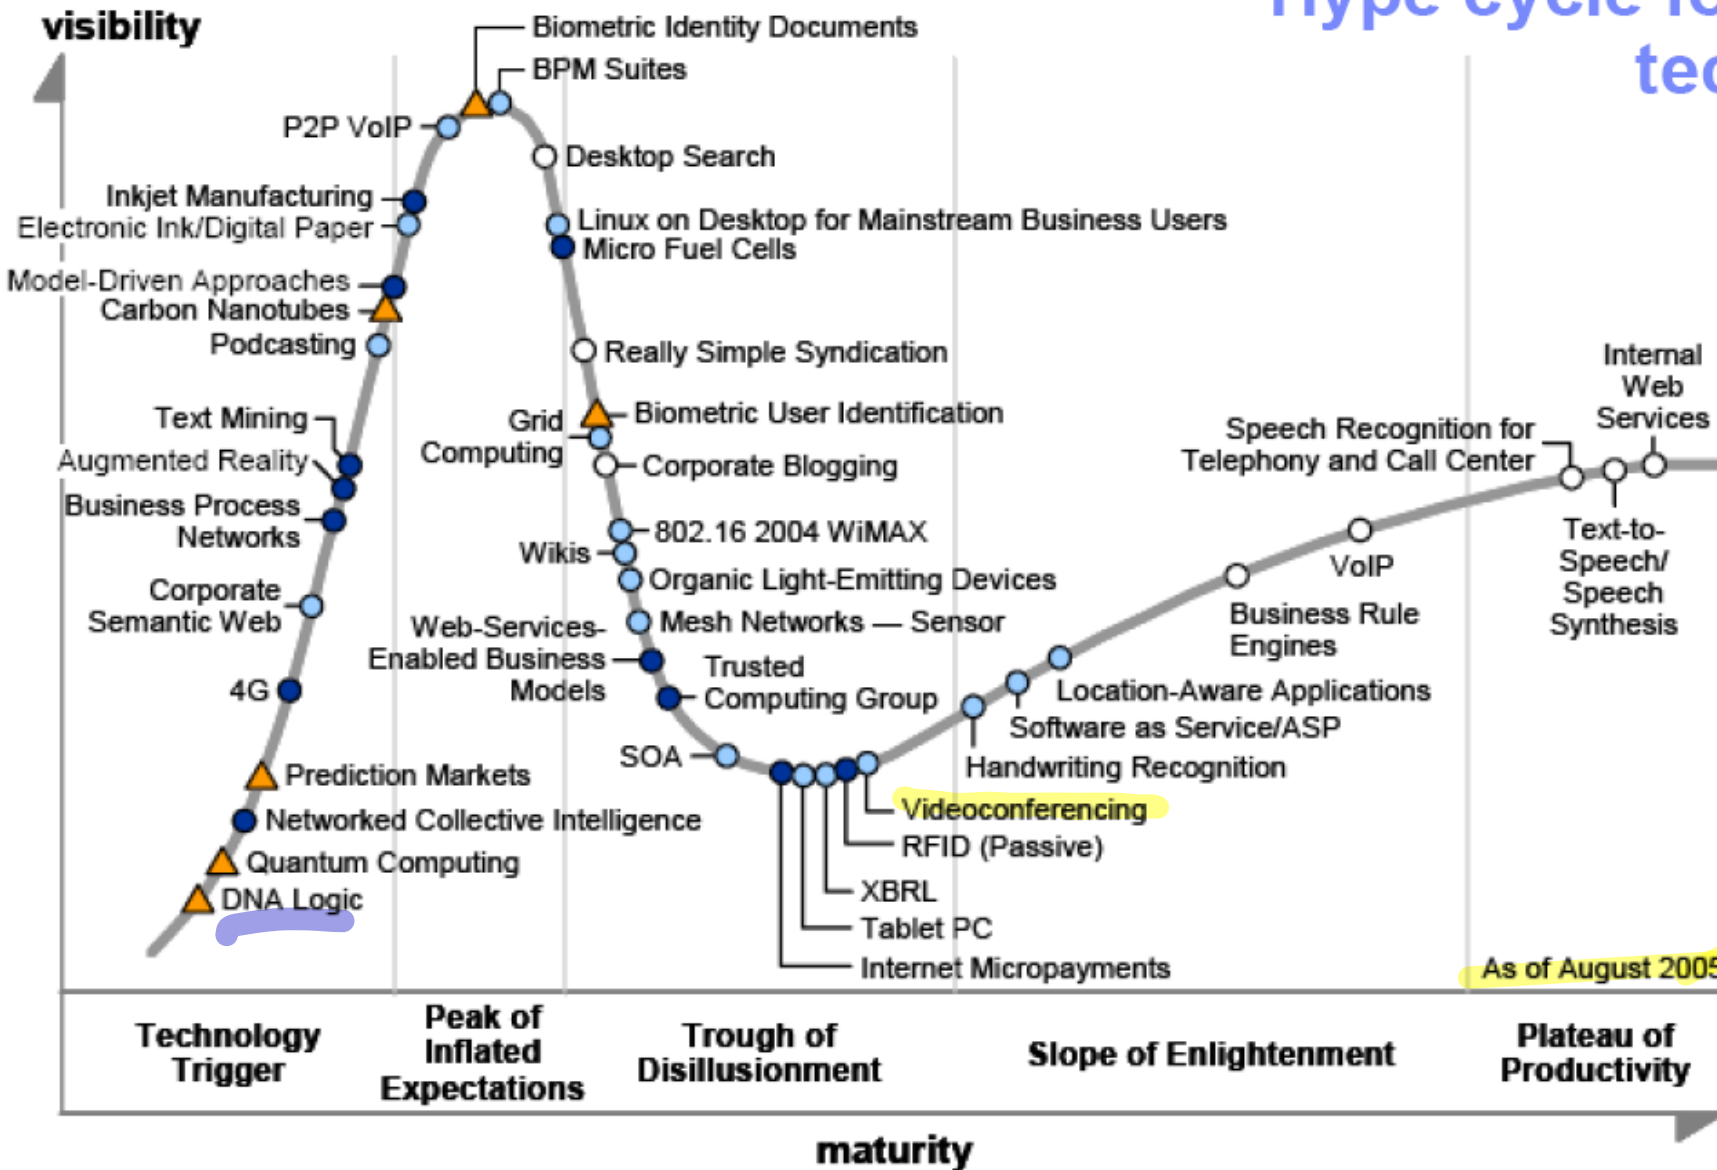 visibility
Hype cycle fo
tec
Biometric Identity Documents
BPM Suites
P2P VoIP
Desktop Search
Inkjet Manufacturing
Electronic Ink/Digital Paper
Linux on Desktop for Mainstream Business Users
Micro Fuel Cells
Model-Driven Approaches
Carbon Nanotubes
Podcasting
Really Simple Syndication
Internal
Web
Services
Text Mining
Augmented Reality
Business Process
Networks
Grid
Computing
Biometric User Identification
Corporate Blogging
Speech Recognition for
Telephony and Call Center
802.16 2004 WiMAX
Wikis
Organic Light-Emitting Devices
Text-to-
Speech/
Speech
Synthesis
VoIP
Business Rule
Engines
Corporate
Semantic Web
Mesh Networks — Sensor
Web-Services-
Enabled Business
Models
Trusted
Computing Group
4G
Location-Aware Applications
Software as Service/ASP
Handwriting Recognition
SOA
Prediction Markets
Networked Collective Intelligence
Quantum Computing
DNA Logic
Videoconferencing
RFID (Passive)
XBRL
Tablet PC
Internet Micropayments
As of August 2005
Technology
Trigger
Peak of
Inflated
Expectations
Trough of
Disillusionment
Slope of Enlightenment
Plateau of
Productivity
maturity